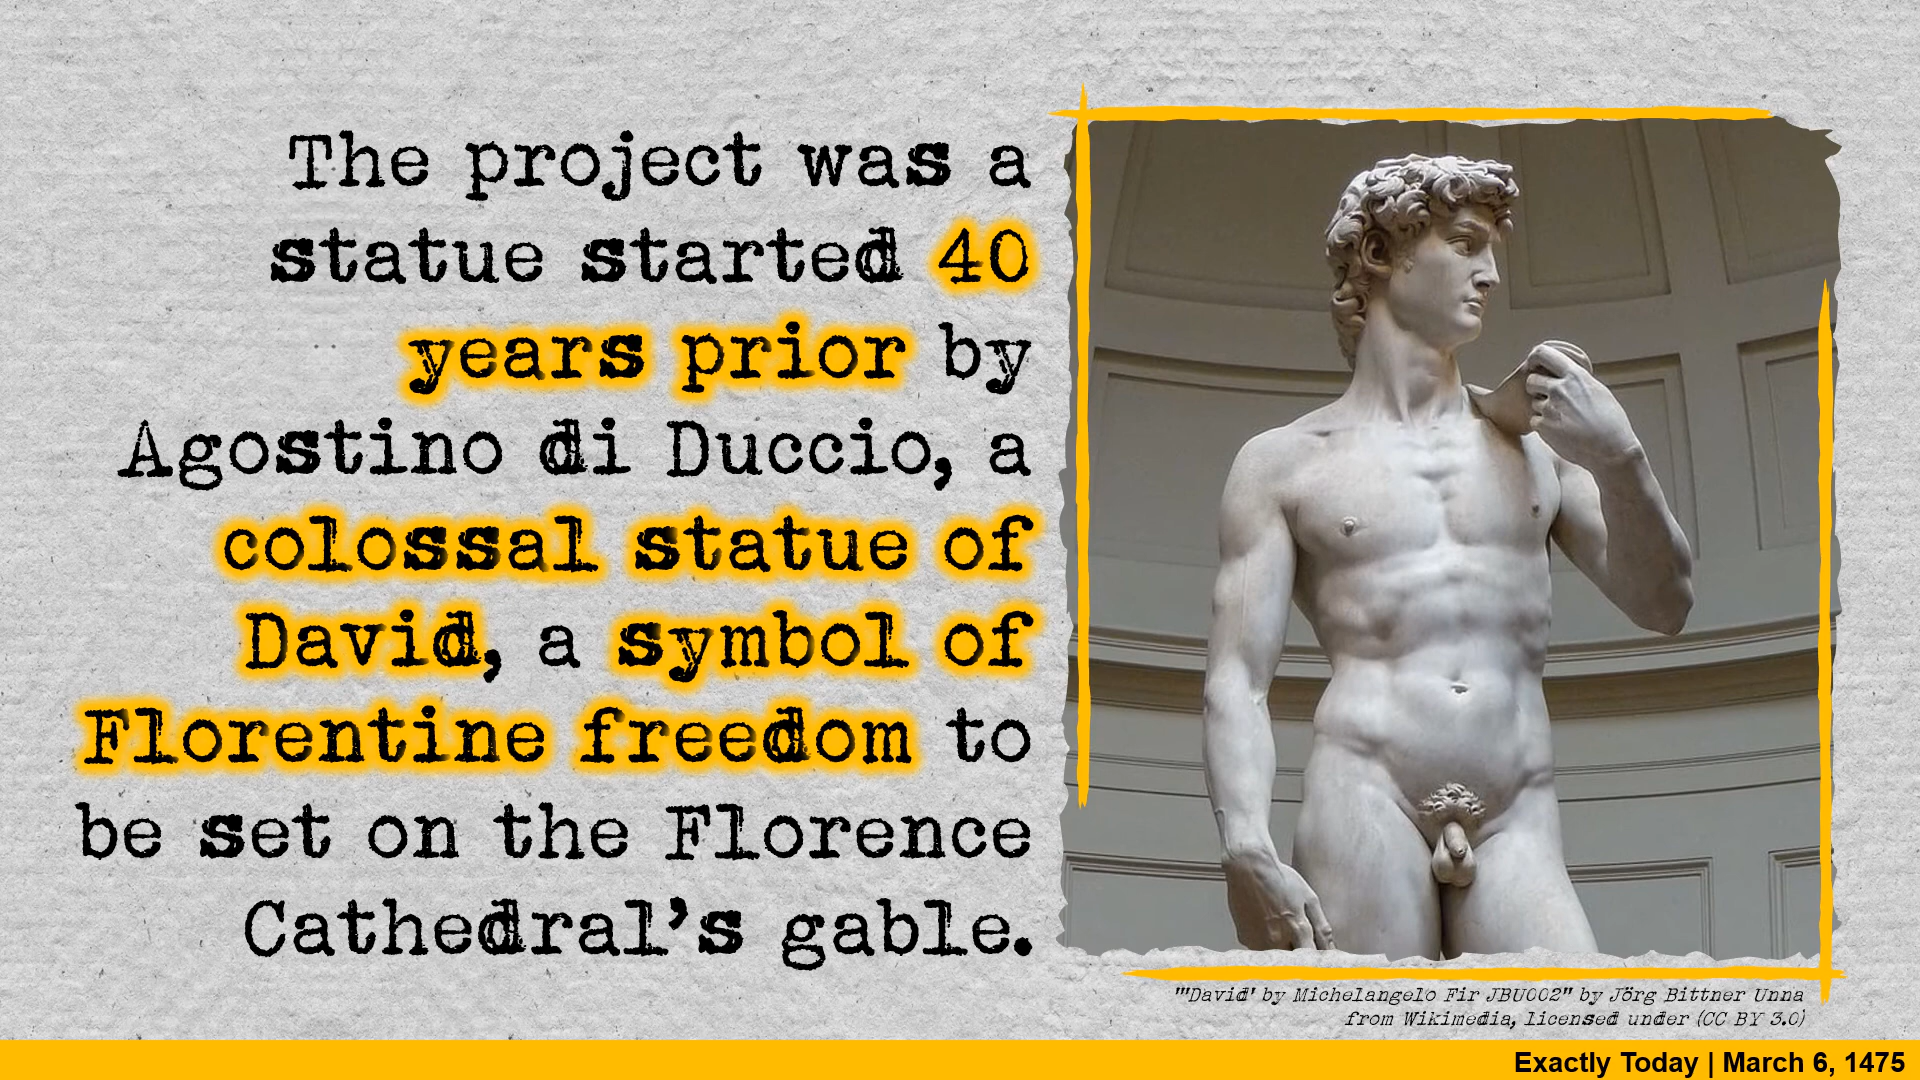 The project was a
statue started 40
years prior by
Agostino di Duccio, a
colossal statue of
David, a symbol of
Florentine freedom to
be set on the Florence
Cathedral's gable.
"'David' by Michelangelo Fir JBU002" by Jörg Bittner Unna
from Wikimedia, licensed under (CC BY 3.0)
Exactly Today | March 6, 1475